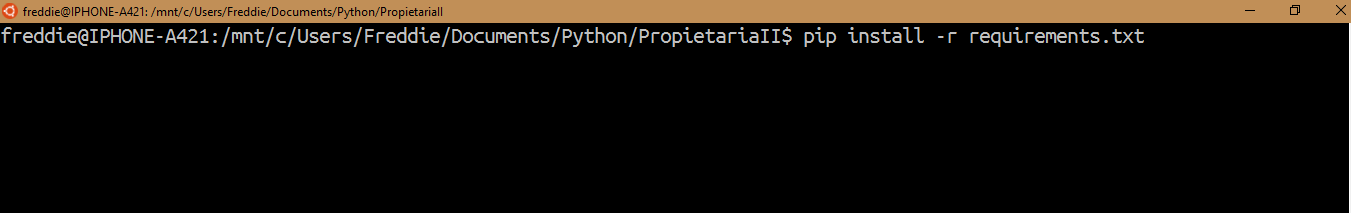 freddie@IPHONE-A421: /mnt/c/Users/Freddie/Documents/Python/PropietariaII
freddie@IPHONE-A421:/mnt/c/Users/Freddie/Documents/Python/PropietariaII$ pip install -r requirements.txt